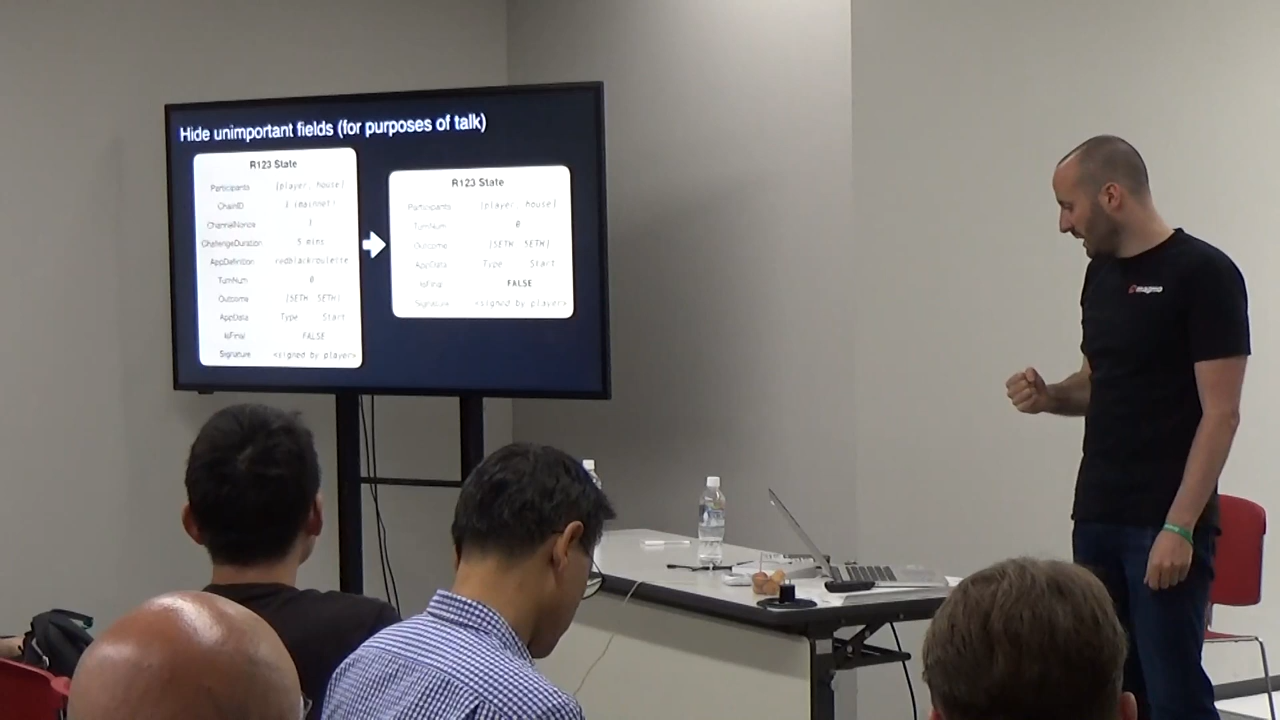 Hide unimportant fields (for purposes of talk)
R123 State
Participants [player, house]
ChainID 1 (mainnet)
ChannelNonce 1
ChallengeDuration 5 mins
AppDefinition redblackroulette
TurnNum 0
Outcome [5ETH, 5ETH]
AppData Type Start
isFinal FALSE
Signature <signed by player>
R123 State
Participants [player, house]
TurnNum 0
Outcome [5ETH, 5ETH]
AppData Type Start
isFinal FALSE
Signature <signed by player>
magmo